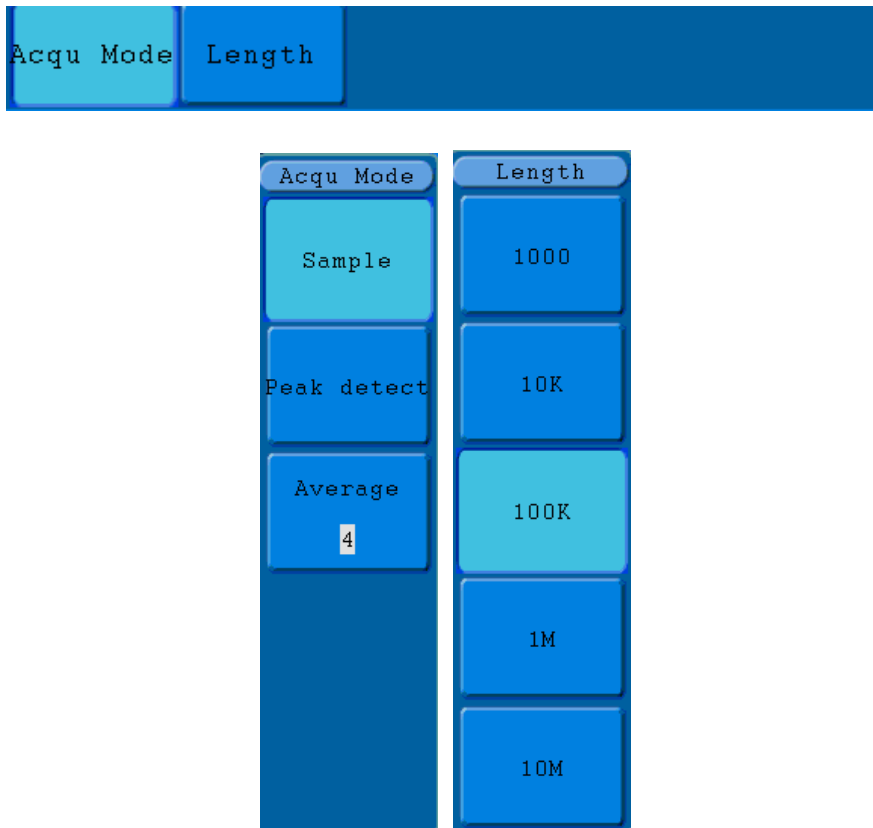 Acqu Mode Length
Acqu Mode
Sample
Peak detect
Average
4
Length
1000
10K
100K
1M
10M